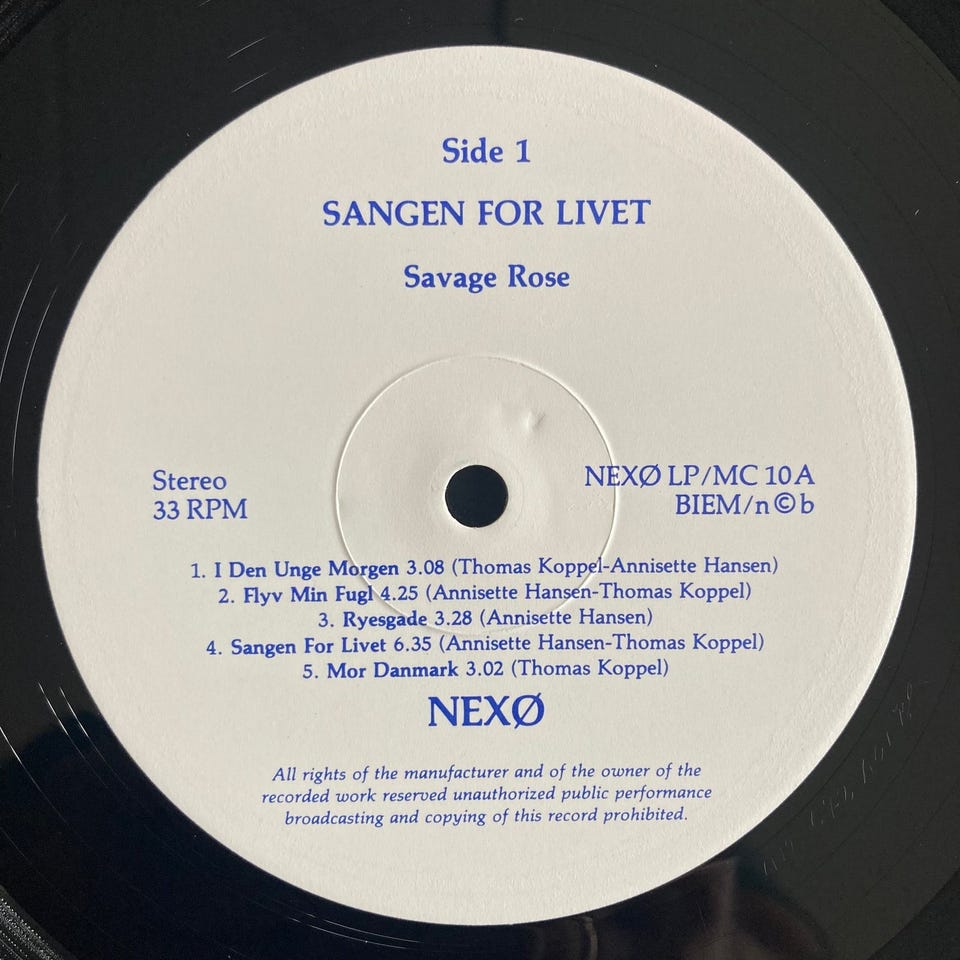 Side 1
SANGEN FOR LIVET
Savage Rose
Stereo
33 RPM
NEXØ LP/MC 10 A
BIEM/n©b
1. I Den Unge Morgen 3.08 (Thomas Koppel-Annisette Hansen)
2. Flyv Min Fugl 4.25 (Annisette Hansen-Thomas Koppel)
3. Ryesgade 3.28 (Annisette Hansen)
4. Sangen For Livet 6.35 (Annisette Hansen-Thomas Koppel)
5. Mor Danmark 3.02 (Thomas Koppel)
NEXØ
All rights of the manufacturer and of the owner of the
recorded work reserved unauthorized public performance
broadcasting and copying of this record prohibited.